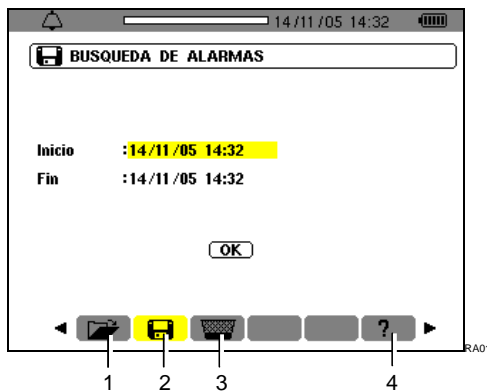 14/11/05 14:32
BUSQUEDA DE ALARMAS
Inicio :14/11/05 14:32
Fin :14/11/05 14:32
OK
?
1 2 3 4
RA01